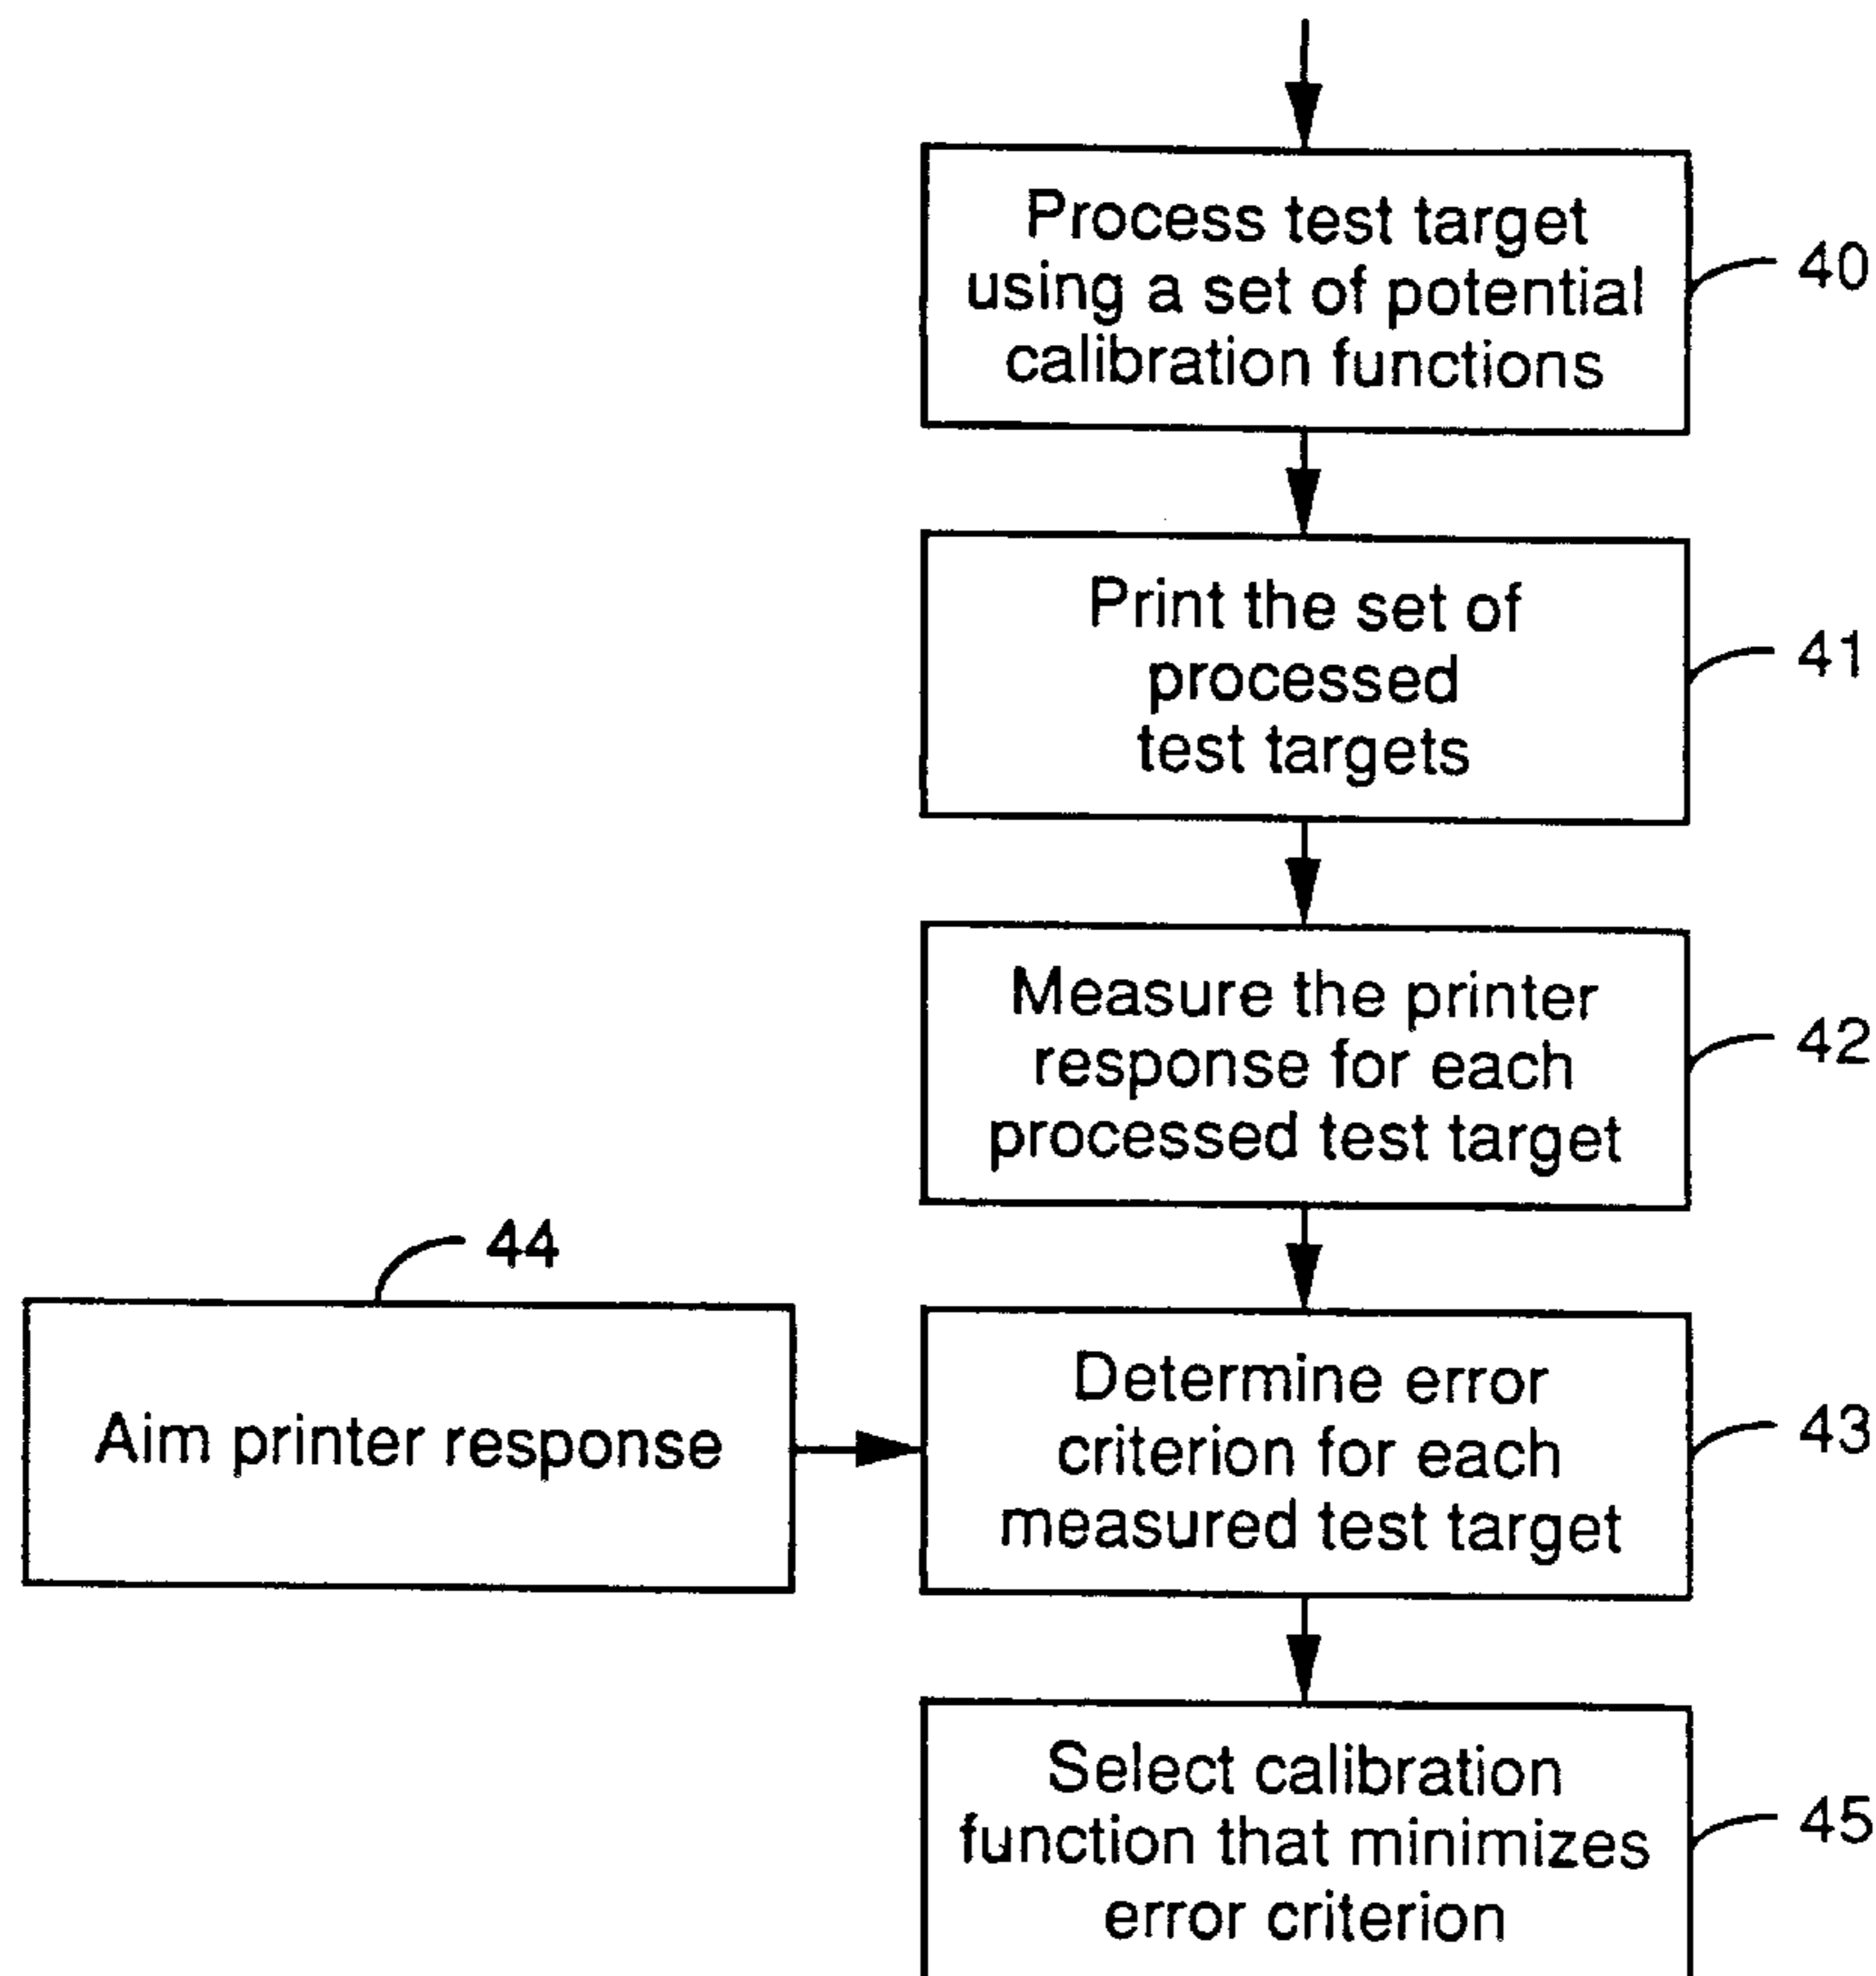 Process test target
using a set of potential
calibration functions
40
Print the set of
processed
test targets
41
Measure the printer
response for each
processed test target
42
44
Aim printer response
Determine error
criterion for each
measured test target
43
Select calibration
function that minimizes
error criterion
45